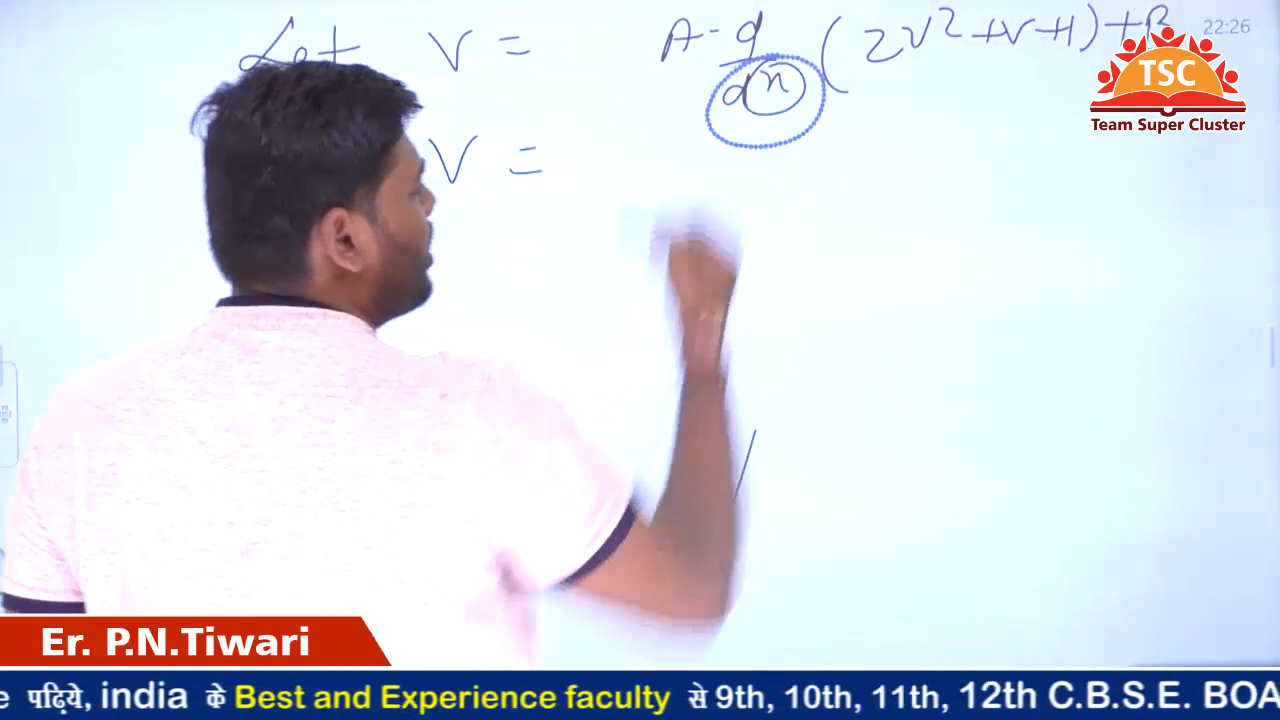 Let V = A · d/dx (2V²+V+1) + B
22:26
TSC
Team Super Cluster
V =
Er. P.N.Tiwari
e पढ़िये, india के Best and Experience faculty से 9th, 10th, 11th, 12th C.B.S.E. BOA